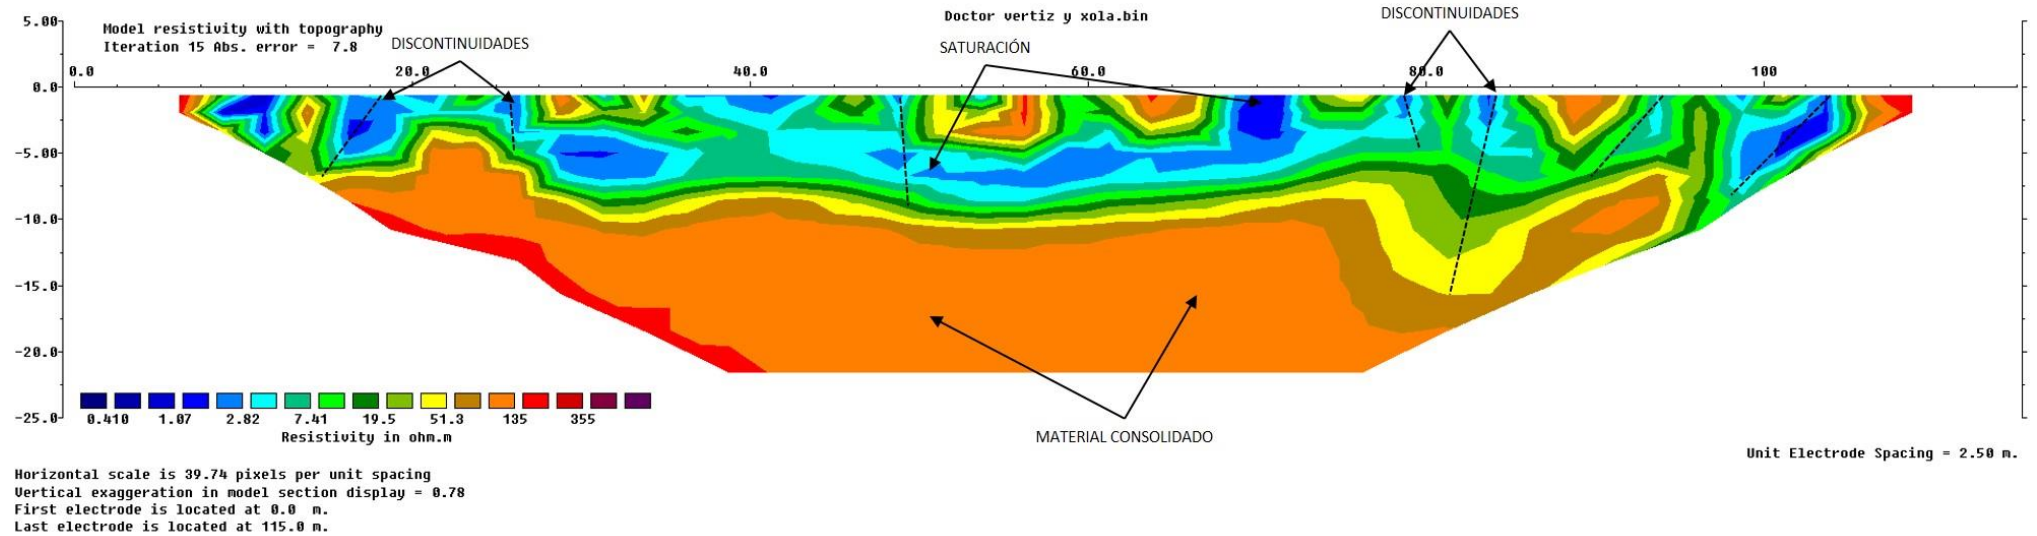 5.00
Model resistivity with topography
Iteration 15 Abs. error =  7.8
DISCONTINUIDADES
Doctor vertiz y xola.bin
SATURACIÓN
DISCONTINUIDADES
0.0 20.0 40.0 60.0 80.0 100
0.0
-5.00
-10.0
-15.0
-20.0
-25.0
0.410 1.07 2.82 7.41 19.5 51.3 135 355
Resistivity in ohm.m
MATERIAL CONSOLIDADO
Unit Electrode Spacing = 2.50 m.
Horizontal scale is 39.74 pixels per unit spacing
Vertical exaggeration in model section display = 0.78
First electrode is located at 0.0  m.
Last electrode is located at 115.0 m.